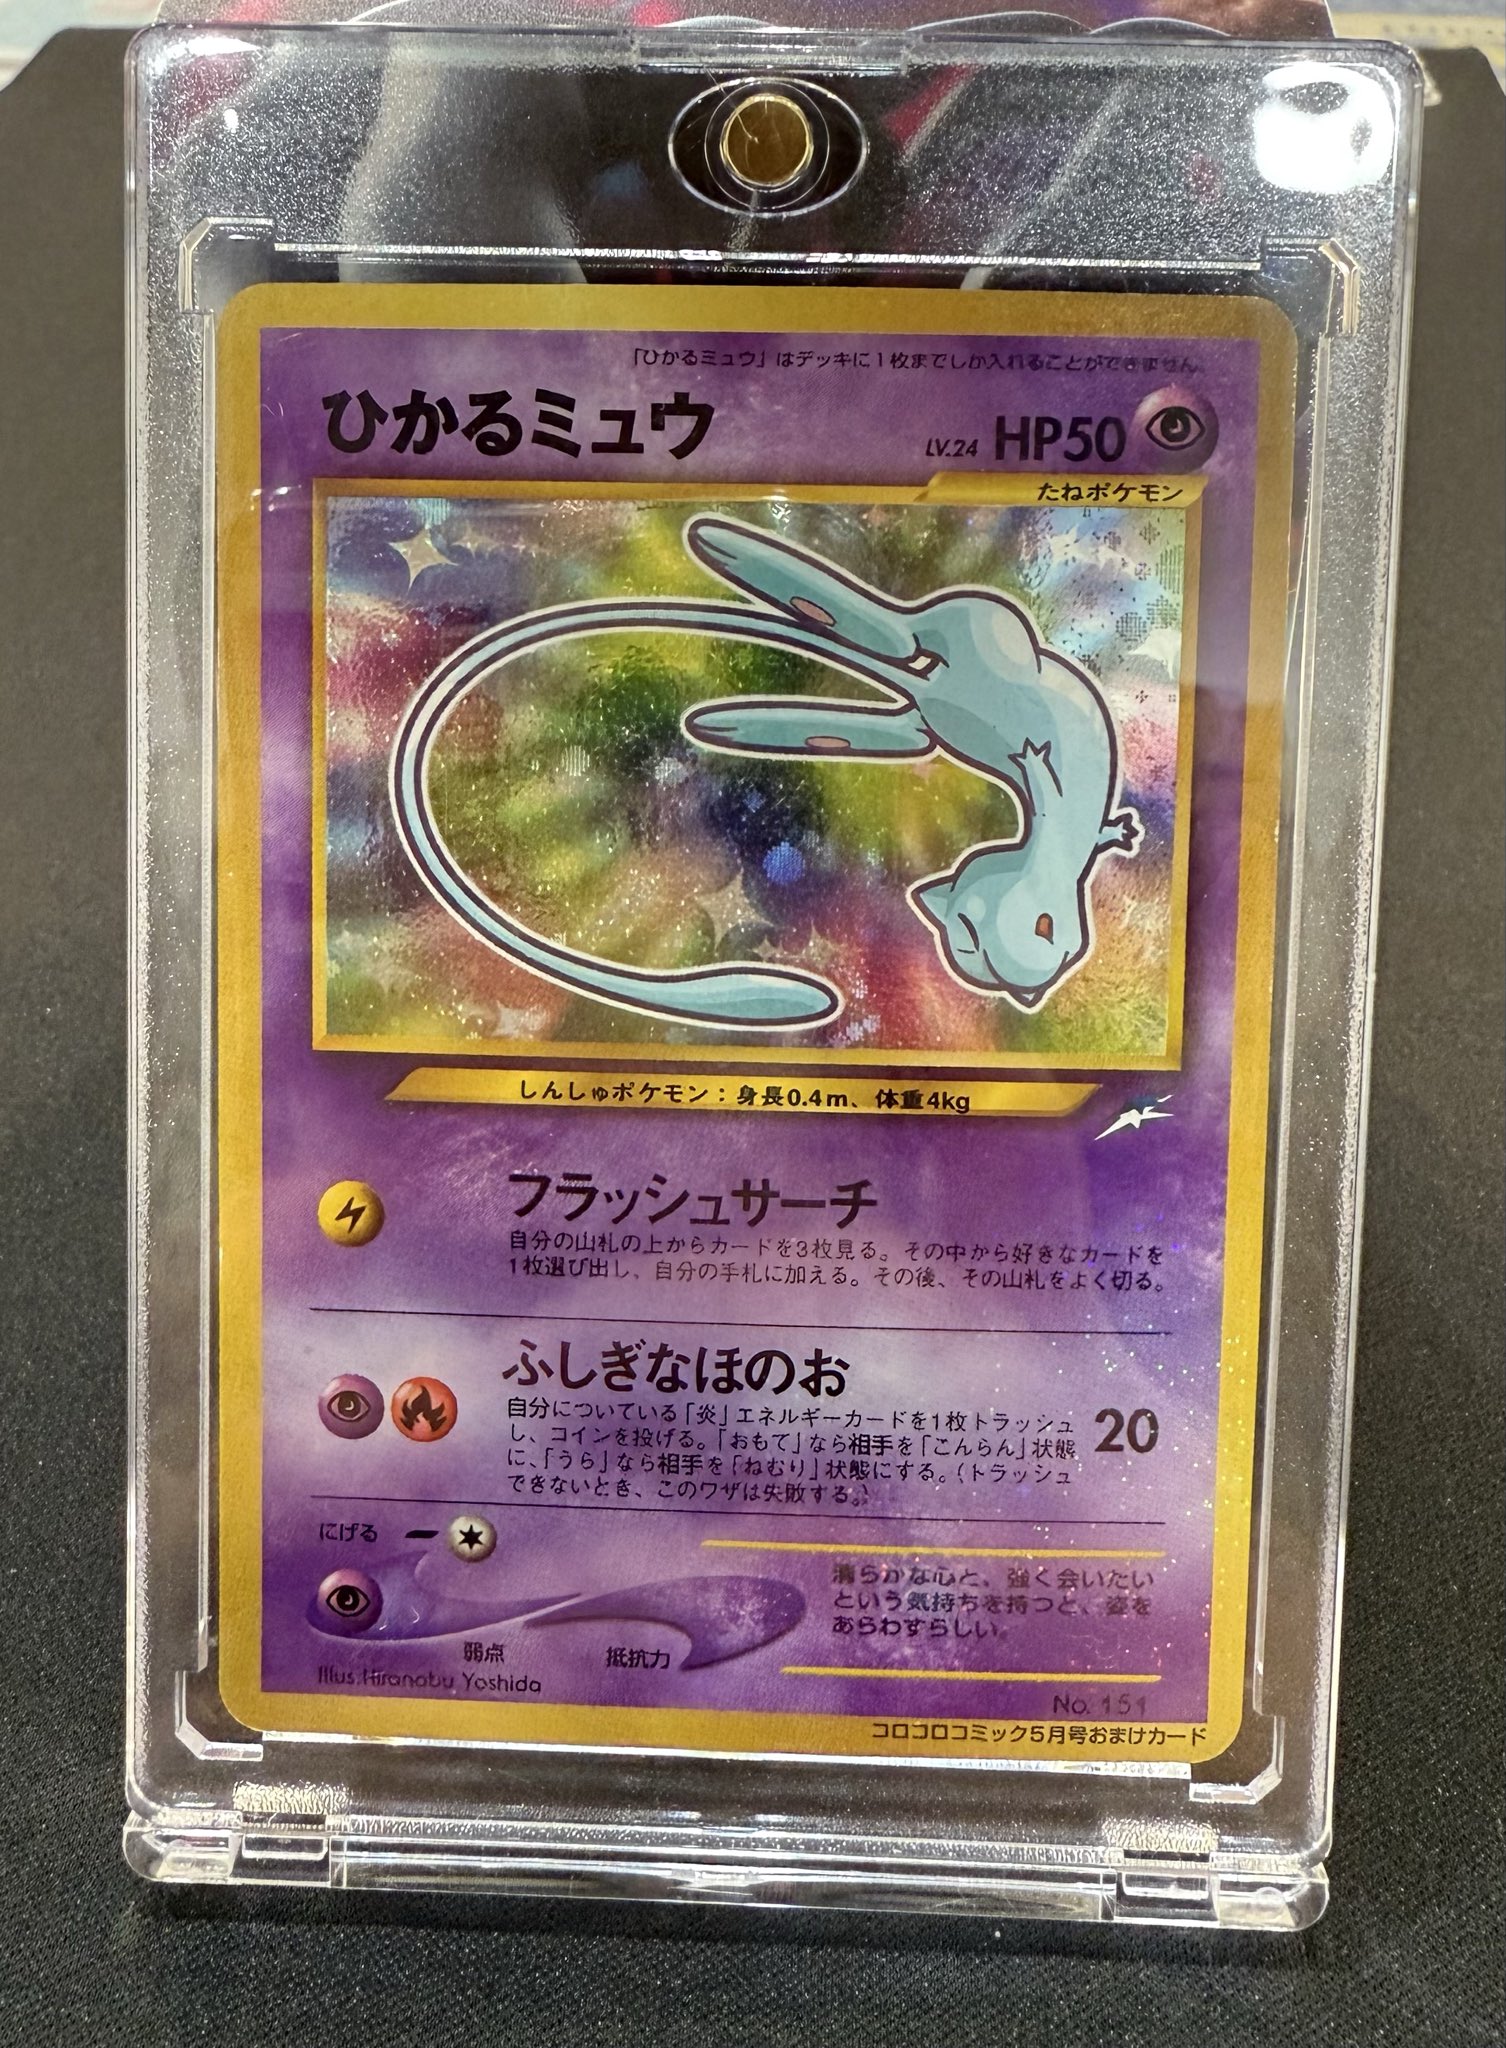 「ひかるミュウ」はデッキに1枚までしか入れることができません。
ひかるミュウ
LV.24 HP50
たねポケモン
しんしゅポケモン：身長0.4m、体重4kg
フラッシュサーチ
自分の山札の上からカードを3枚見る。その中から好きなカードを
1枚選び出し、自分の手札に加える。その後、その山札をよく切る。
ふしぎなほのお
20
自分についている「炎」エネルギーカードを1枚トラッシュ
し、コインを投げる。「おもて」なら相手を「こんらん」状態
に、「うら」なら相手を「ねむり」状態にする。（トラッシュ
できないとき、このワザは失敗する。）
にげる
清らかな心と、強く会いたい
という気持ちを持つと、姿を
あらわすらしい。
弱点 抵抗力
Illus. Hironobu Yoshida
No. 151
コロコロコミック5月号おまけカード